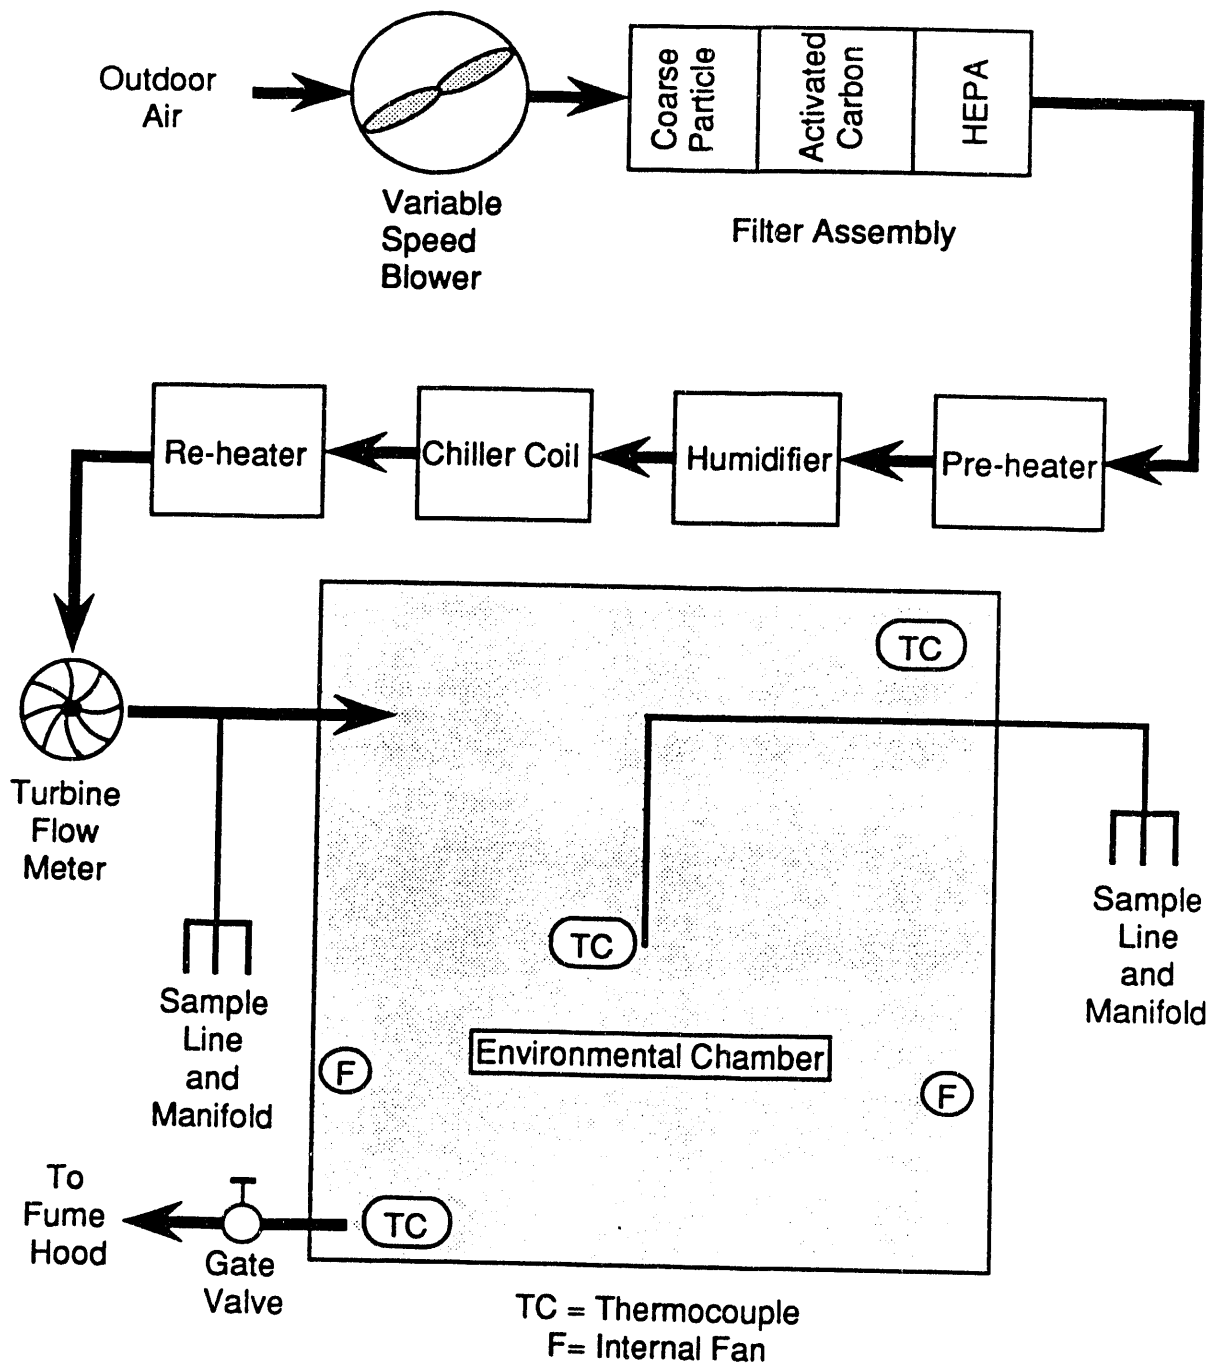 Outdoor
Air
Variable
Speed
Blower
Coarse
Particle
Activated
Carbon
HEPA
Filter Assembly
Re-heater
Chiller Coil
Humidifier
Pre-heater
TC
Turbine
Flow
Meter
Sample
Line
and
Manifold
TC
Sample
Line
and
Manifold
Environmental Chamber
F
F
To
Fume
Hood
Gate
Valve
TC
TC = Thermocouple
F= Internal Fan